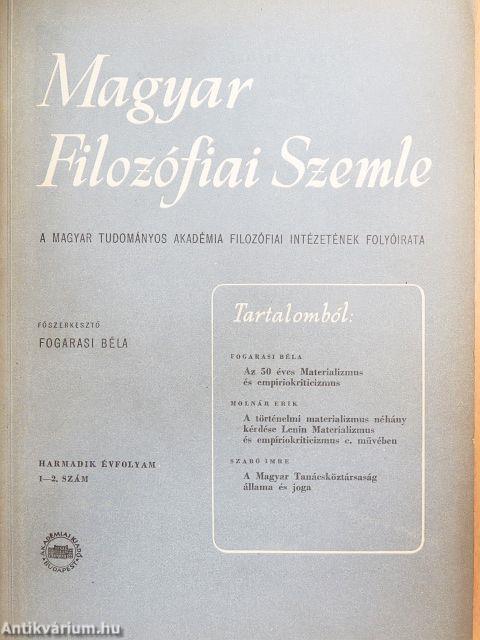 Magyar
Filozófiai Szemle
A MAGYAR TUDOMÁNYOS AKADÉMIA FILOZÓFIAI INTÉZETÉNEK FOLYÓIRATA
FŐSZERKESZTŐ
FOGARASI BÉLA
HARMADIK ÉVFOLYAM
1—2. SZÁM
Tartalomból:
FOGARASI BÉLA
Az 50 éves Materializmus
és empiriokriticizmus
MOLNÁR ERIK
A történelmi materializmus néhány
kérdése Lenin Materializmus
és empiriokriticizmus c. művében
SZABÓ IMRE
A Magyar Tanácsköztársaság
állama és joga
AKADÉMIAI KIADÓ
BUDAPEST
Antikvárium.hu